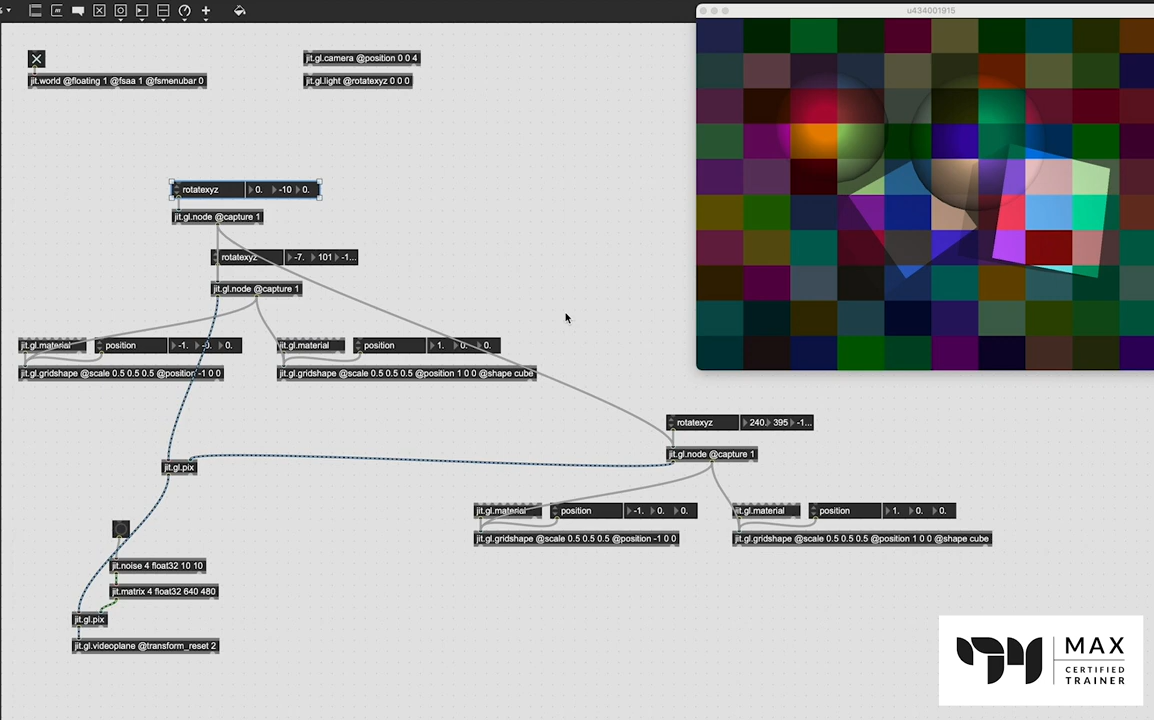 u434001915
jit.world @floating 1 @fsaa 1 @fsmenubar 0
jit.gl.camera @position 0 0 4
jit.gl.light @rotatexyz 0 0 0
rotatexyz 0. -10 0.
jit.gl.node @capture 1
rotatexyz -7. 101 -1...
jit.gl.node @capture 1
jit.gl.material position -1. -0. 0.
jit.gl.material position 1. 0. 0.
jit.gl.gridshape @scale 0.5 0.5 0.5 @position -1 0 0
jit.gl.gridshape @scale 0.5 0.5 0.5 @position 1 0 0 @shape cube
rotatexyz 240. 395 -1...
jit.gl.node @capture 1
jit.gl.pix
jit.gl.material position -1. 0. 0.
jit.gl.material position 1. 0. 0.
jit.gl.gridshape @scale 0.5 0.5 0.5 @position -1 0 0
jit.gl.gridshape @scale 0.5 0.5 0.5 @position 1 0 0 @shape cube
jit.noise 4 float32 10 10
jit.matrix 4 float32 640 480
jit.gl.pix
jit.gl.videoplane @transform_reset 2
MAX
CERTIFIED
TRAINER